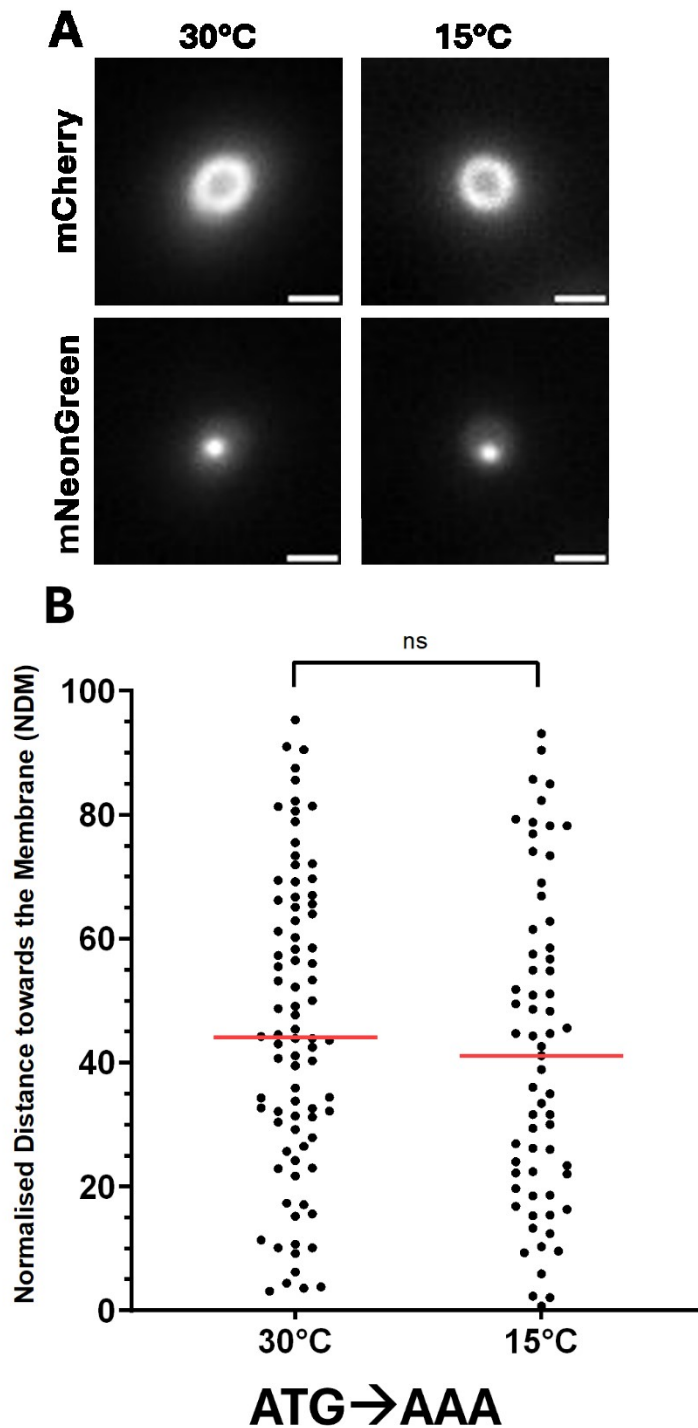 A
30°C 15°C
mCherry
mNeonGreen
B
ns
Normalised Distance towards the Membrane (NDM)
100
80
60
40
20
0
30°C 15°C
ATG→AAA